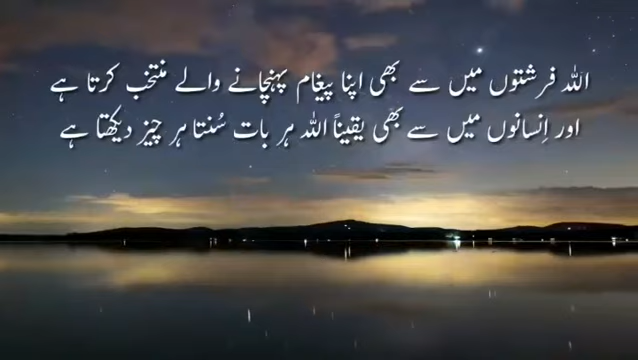 اللہ فرشتوں میں سے بھی اپنا پیغام پہنچانے والے منتخب کرتا ہے
اور اِنسانوں میں سے بھی یقیناً اللہ ہر بات سُنتا ہر چیز دیکھتا ہے